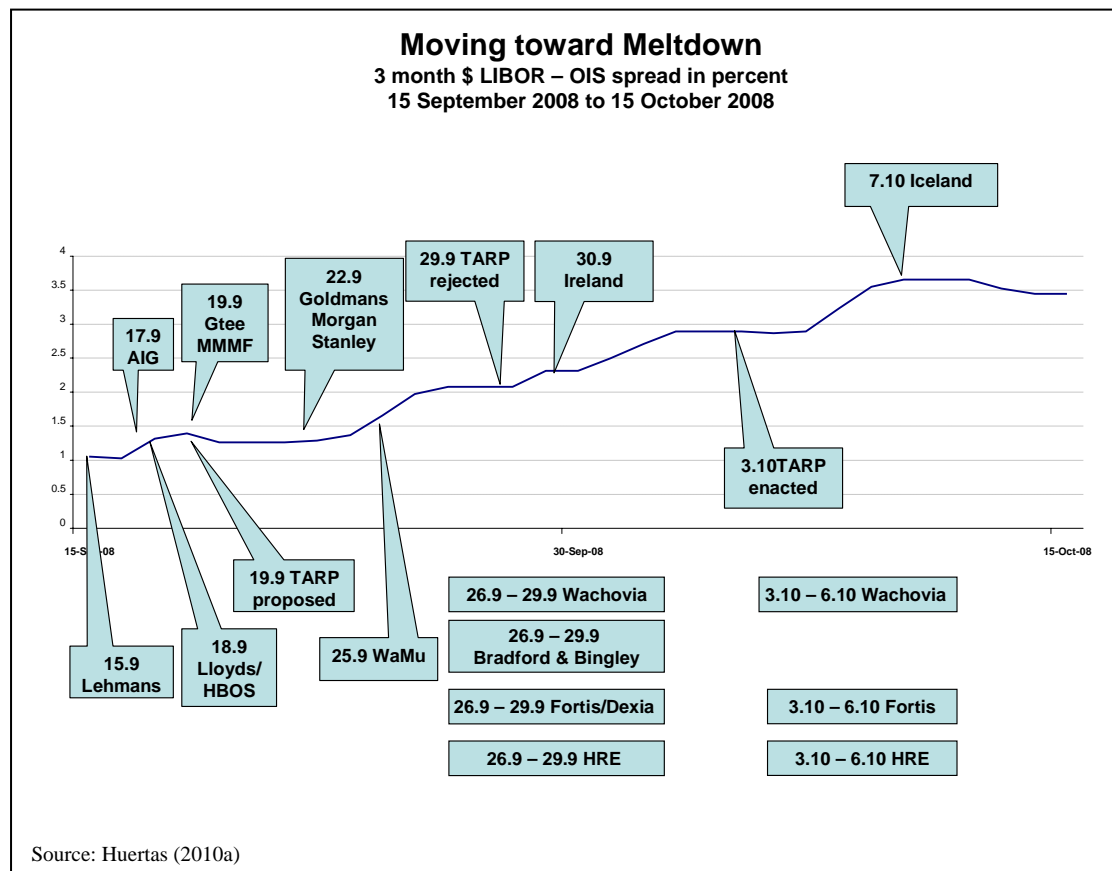 Moving toward Meltdown
3 month $ LIBOR – OIS spread in percent
15 September 2008 to 15 October 2008
7.10 Iceland
29.9 TARP
rejected
30.9
Ireland
22.9
Goldmans
Morgan
Stanley
19.9
Gtee
MMMF
17.9
AIG
4
3.5
3
2.5
2
1.5
1
0.5
0
3.10TARP
enacted
30-Sep-08
15-Oct-08
19.9 TARP
proposed
18.9
Lloyds/
HBOS
15.9
Lehmans
25.9 WaMu
26.9 – 29.9 Wachovia
3.10 – 6.10 Wachovia
26.9 – 29.9
Bradford & Bingley
26.9 – 29.9 Fortis/Dexia
3.10 – 6.10 Fortis
26.9 – 29.9 HRE
3.10 – 6.10 HRE
Source: Huertas (2010a)